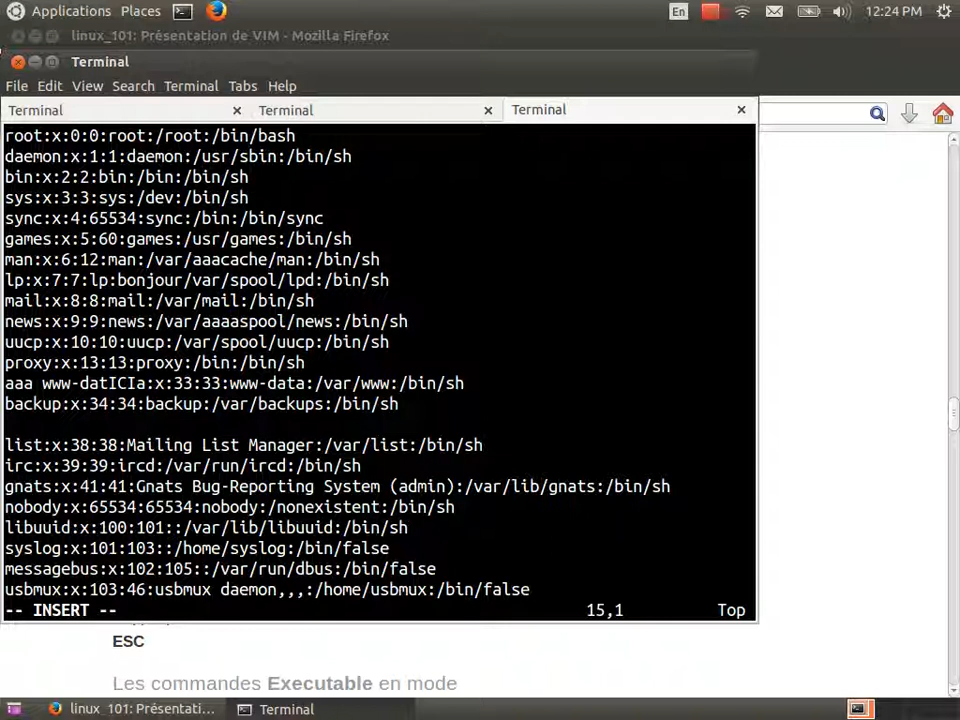 Applications Places En 12:24 PM
linux_101: Présentation de VIM - Mozilla Firefox
Terminal
File Edit View Search Terminal Tabs Help
Terminal Terminal Terminal
root:x:0:0:root:/root:/bin/bash
daemon:x:1:1:daemon:/usr/sbin:/bin/sh
bin:x:2:2:bin:/bin:/bin/sh
sys:x:3:3:sys:/dev:/bin/sh
sync:x:4:65534:sync:/bin:/bin/sync
games:x:5:60:games:/usr/games:/bin/sh
man:x:6:12:man:/var/aaacache/man:/bin/sh
lp:x:7:7:lp:bonjour/var/spool/lpd:/bin/sh
mail:x:8:8:mail:/var/mail:/bin/sh
news:x:9:9:news:/var/aaaaspool/news:/bin/sh
uucp:x:10:10:uucp:/var/spool/uucp:/bin/sh
proxy:x:13:13:proxy:/bin:/bin/sh
aaa www-datICIa:x:33:33:www-data:/var/www:/bin/sh
backup:x:34:34:backup:/var/backups:/bin/sh
list:x:38:38:Mailing List Manager:/var/list:/bin/sh
irc:x:39:39:ircd:/var/run/ircd:/bin/sh
gnats:x:41:41:Gnats Bug-Reporting System (admin):/var/lib/gnats:/bin/sh
nobody:x:65534:65534:nobody:/nonexistent:/bin/sh
libuuid:x:100:101::/var/lib/libuuid:/bin/sh
syslog:x:101:103::/home/syslog:/bin/false
messagebus:x:102:105::/var/run/dbus:/bin/false
usbmux:x:103:46:usbmux daemon,,,:/home/usbmux:/bin/false
-- INSERT -- 15,1 Top
ESC
Les commandes Executable en mode
linux_101: Présentati... Terminal